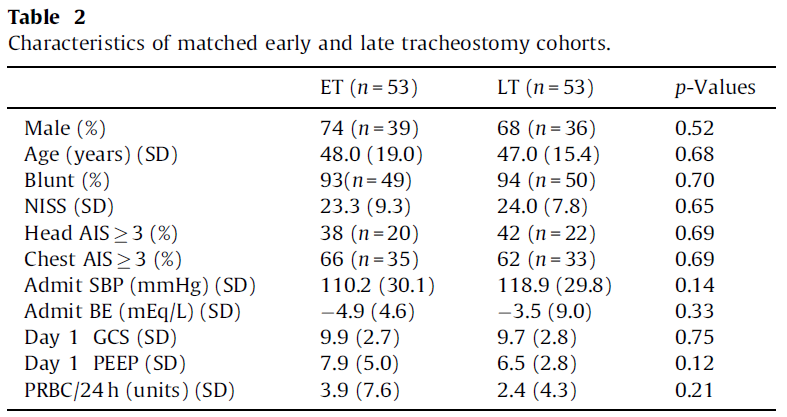 Table 2
Characteristics of matched early and late tracheostomy cohorts.
ET (n=53) LT (n=53) p-Values
Male (%) 74 (n=39) 68 (n=36) 0.52
Age (years) (SD) 48.0 (19.0) 47.0 (15.4) 0.68
Blunt (%) 93(n=49) 94 (n=50) 0.70
NISS (SD) 23.3 (9.3) 24.0 (7.8) 0.65
Head AIS≥3 (%) 38 (n=20) 42 (n=22) 0.69
Chest AIS≥3 (%) 66 (n=35) 62 (n=33) 0.69
Admit SBP (mmHg) (SD) 110.2 (30.1) 118.9 (29.8) 0.14
Admit BE (mEq/L) (SD) −4.9 (4.6) −3.5 (9.0) 0.33
Day 1 GCS (SD) 9.9 (2.7) 9.7 (2.8) 0.75
Day 1 PEEP (SD) 7.9 (5.0) 6.5 (2.8) 0.12
PRBC/24 h (units) (SD) 3.9 (7.6) 2.4 (4.3) 0.21